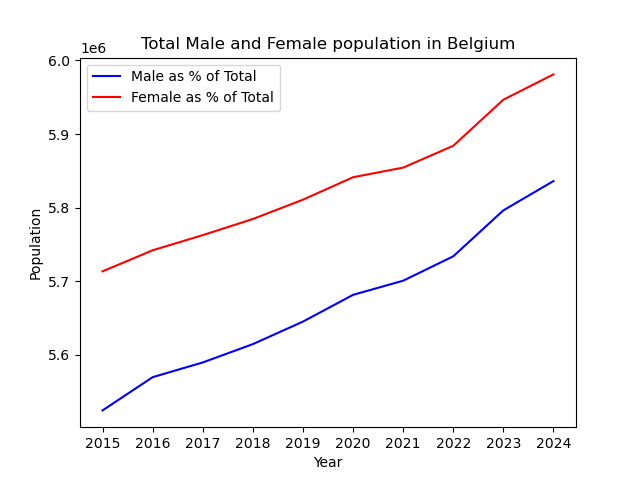 Total Male and Female population in Belgium
1e6
Male as % of Total
Female as % of Total
6.0
5.9
5.8
5.7
5.6
Population
2015 2016 2017 2018 2019 2020 2021 2022 2023 2024
Year